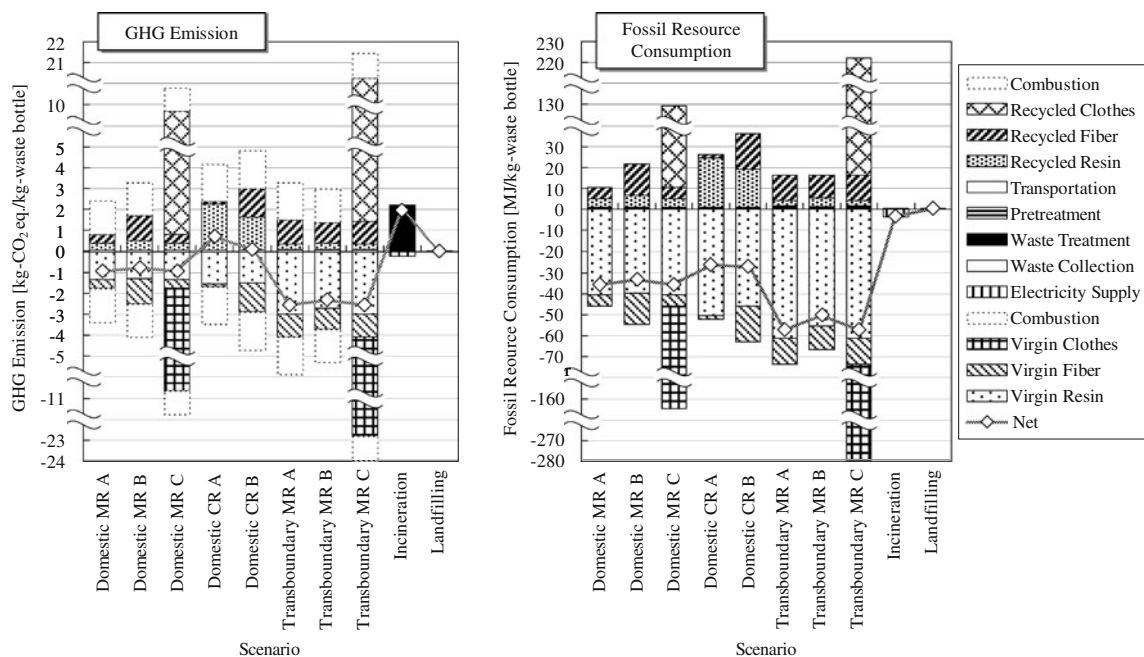 GHG Emission
GHG Emission [kg-CO2 eq./kg-waste bottle]
22
21
10
5
4
3
2
1
0
-1
-2
-3
-4
-5
-11
-23
-24
Domestic MR A
Domestic MR B
Domestic MR C
Domestic CR A
Domestic CR B
Transboundary MR A
Transboundary MR B
Transboundary MR C
Incineration
Landfilling
Scenario
Fossil Resource
Consumption
Fossil Reource Consumption [MJ/kg-waste bottle]
230
220
130
30
20
10
0
-30
-40
-50
-60
-70
-160
-270
-280
Domestic MR A
Domestic MR B
Domestic MR C
Domestic CR A
Domestic CR B
Transboundary MR A
Transboundary MR B
Transboundary MR C
Incineration
Landfilling
Scenario
Combustion
Recycled Clothes
Recycled Fiber
Recycled Resin
Transportation
Pretreatment
Waste Treatment
Waste Collection
Electricity Supply
Combustion
Virgin Clothes
Virgin Fiber
Virgin Resin
Net